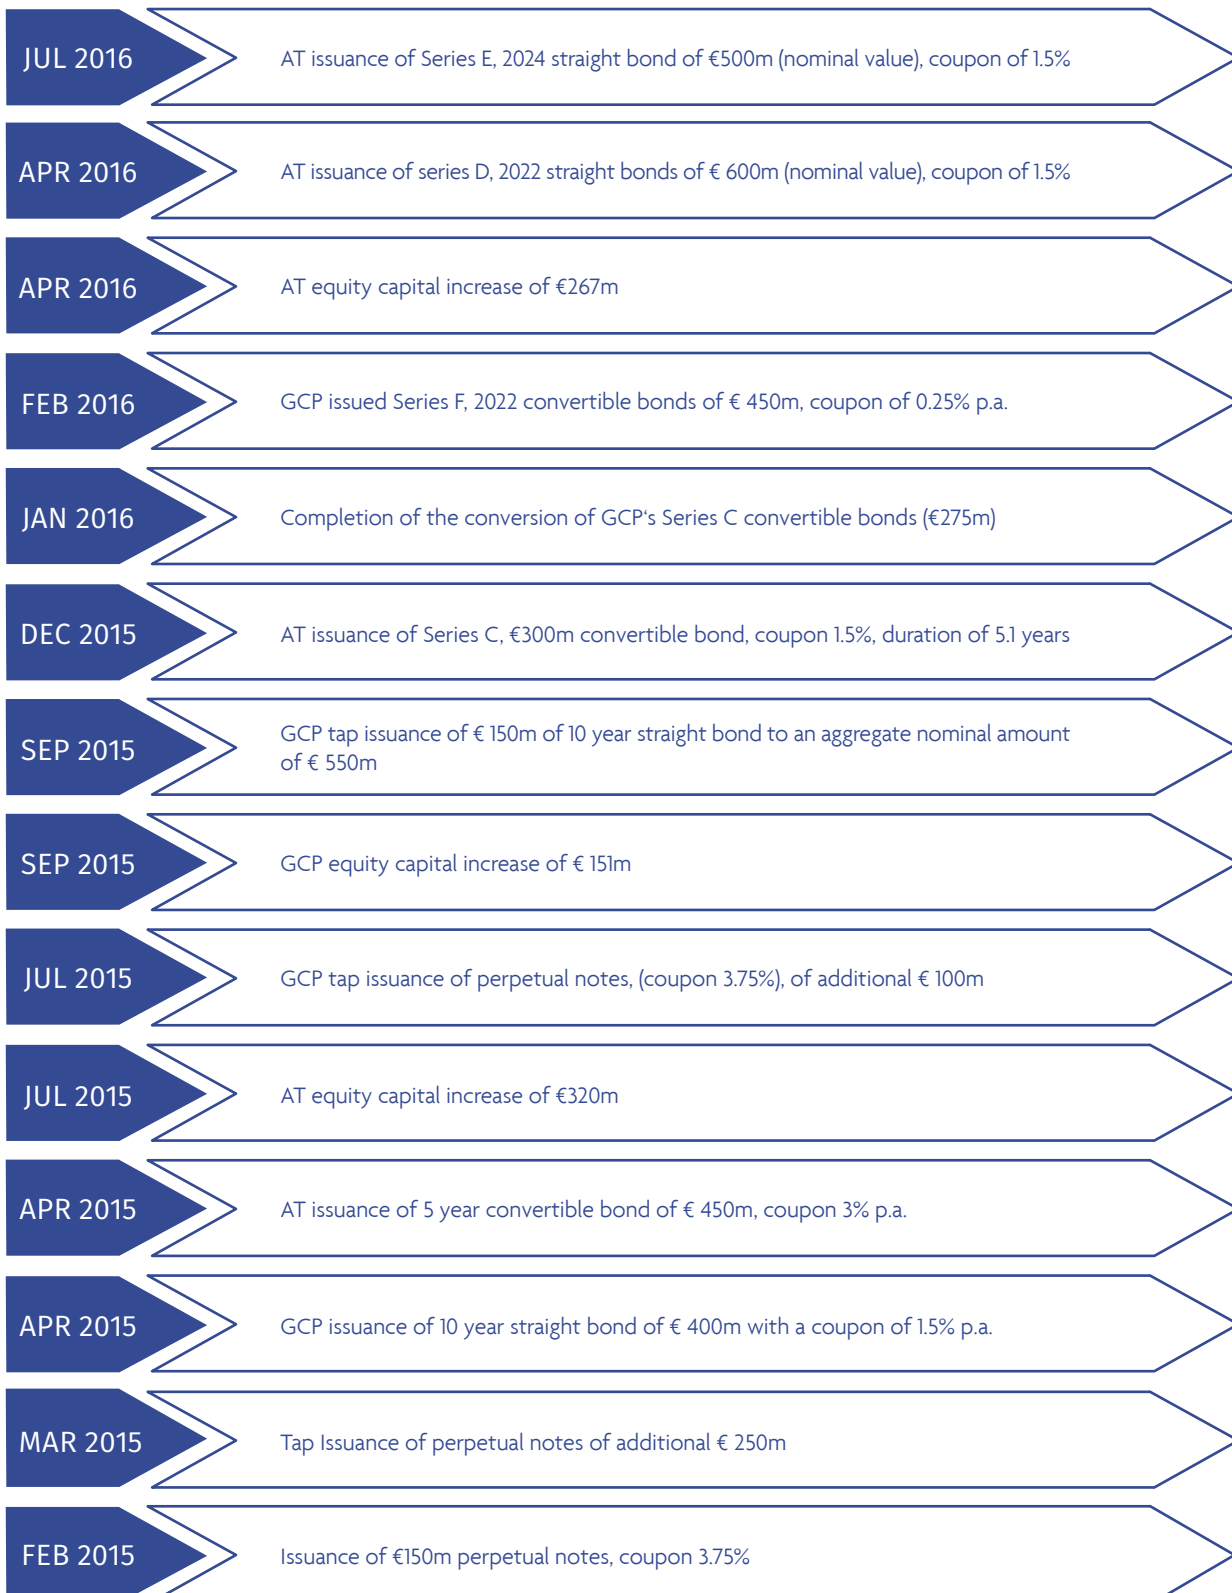 JUL 2016
AT issuance of Series E, 2024 straight bond of €500m (nominal value), coupon of 1.5%
APR 2016
AT issuance of series D, 2022 straight bonds of € 600m (nominal value), coupon of 1.5%
APR 2016
AT equity capital increase of €267m
FEB 2016
GCP issued Series F, 2022 convertible bonds of € 450m, coupon of 0.25% p.a.
JAN 2016
Completion of the conversion of GCP‘s Series C convertible bonds (€275m)
DEC 2015
AT issuance of Series C, €300m convertible bond, coupon 1.5%, duration of 5.1 years
SEP 2015
GCP tap issuance of € 150m of 10 year straight bond to an aggregate nominal amount
of € 550m
SEP 2015
GCP equity capital increase of € 151m
JUL 2015
GCP tap issuance of perpetual notes, (coupon 3.75%), of additional € 100m
JUL 2015
AT equity capital increase of €320m
APR 2015
AT issuance of 5 year convertible bond of € 450m, coupon 3% p.a.
APR 2015
GCP issuance of 10 year straight bond of € 400m with a coupon of 1.5% p.a.
MAR 2015
Tap Issuance of perpetual notes of additional € 250m
FEB 2015
Issuance of €150m perpetual notes, coupon 3.75%